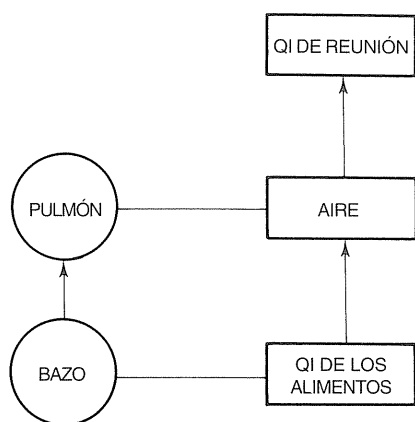 QI DE REUNIÓN
PULMÓN
AIRE
BAZO
QI DE LOS
ALIMENTOS